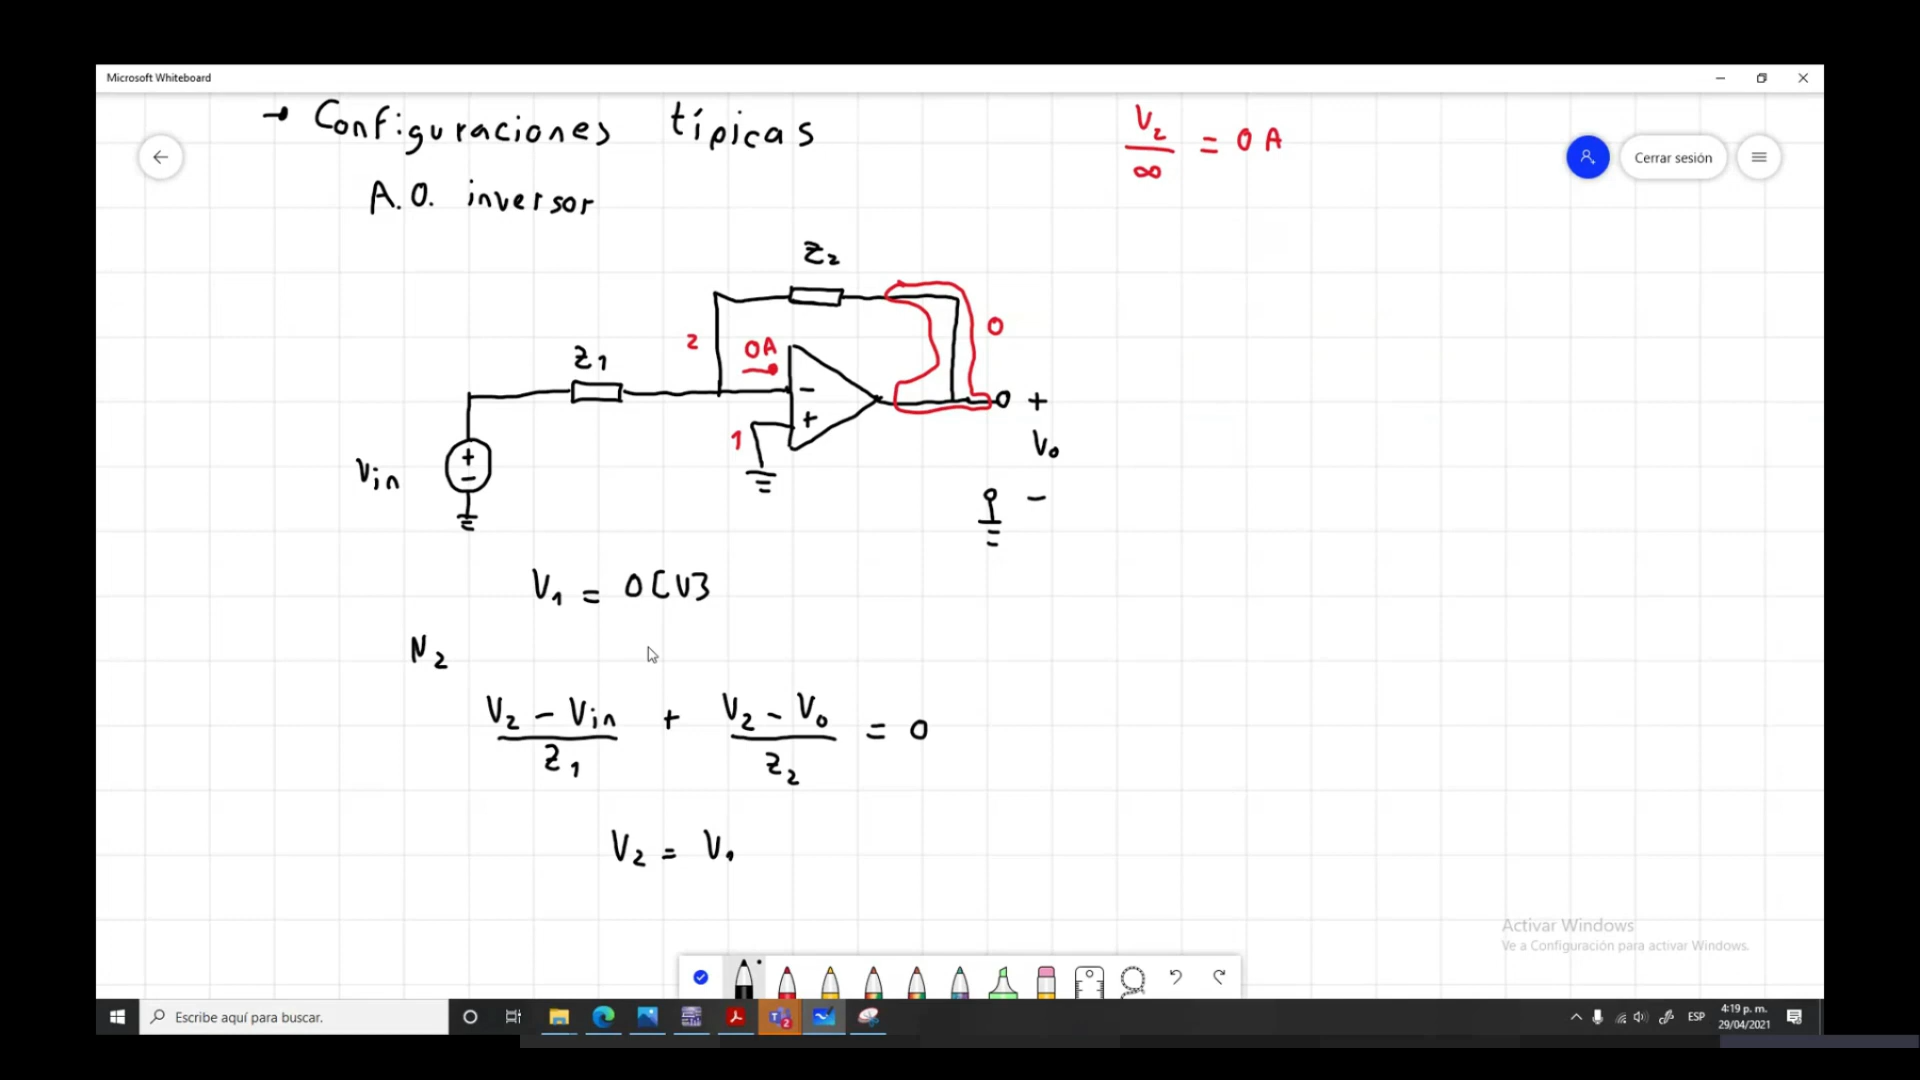 Microsoft Whiteboard
→ Configuraciones típicas
V₂ / ∞ = 0 A
Cerrar sesión
A.O. inversor
Z₂
2
0A
0
Z₁
-
+
1
+
V₀
-
Vin
+
-
V₁ = 0[V]
N₂
(V₂ - Vin) / Z₁ + (V₂ - V₀) / Z₂ = 0
V₂ = V₁
Activar Windows
Ve a Configuración para activar Windows.
Escribe aquí para buscar.
ESP
4:19 p. m.
29/04/2021